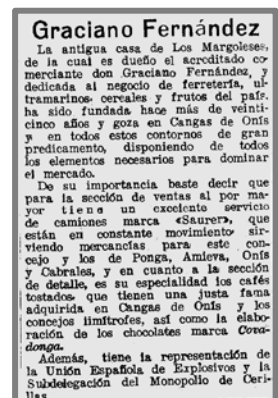 Graciano Fernández
La antigua casa de Los Margoleses,
de la cual es dueño el acreditado co
merciante don Graciano Fernández, y
dedicada al negocio de ferretería, ul-
tramarinos- cereales y frutos del país-
ha sido fundada hace más de veinti-
cinco años y goza en Cangas de Onís
y en todos estos contornos de gran
predicamento, disponiendo de todos
los elementos necesarios para dominar
el mercado.
De su importancia baste decir que
para la sección de ventas al por ma-
yor tiene un excelente servicio
de camiones marca «Saurer», que
están en constante movimiento sir-
viendo mercancías para este con-
cejo y los de Ponga, Amieva, Onís
y Cabrales, y en cuanto a la sección
de detalle, es su especialidad los cafés
tostados- que tienen una justa fama
adquirida en Cangas de Onís y los
concejos limítrofes, así como la elabo-
ración de los chocolates marca Cova-
donga.
Además, tiene la representación de
la Unión Española de Explosivos y la
Subdelegación del Monopolio de Ceri-
llas